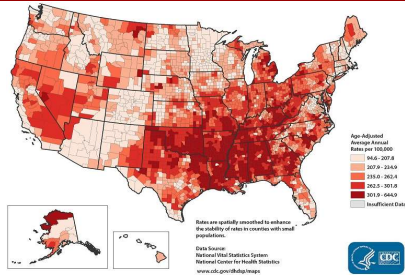 Age-Adjusted
Average Annual
Rates per 100,000
94.6 - 207.8
207.9 - 234.9
235.0 - 262.4
262.5 - 301.8
301.9 - 644.9
Insufficient Data
Rates are spatially smoothed to enhance
the stability of rates in counties with small
populations.
Data Source:
National Vital Statistics System
National Center for Health Statistics
www.cdc.gov/dhdsp/maps
CDC